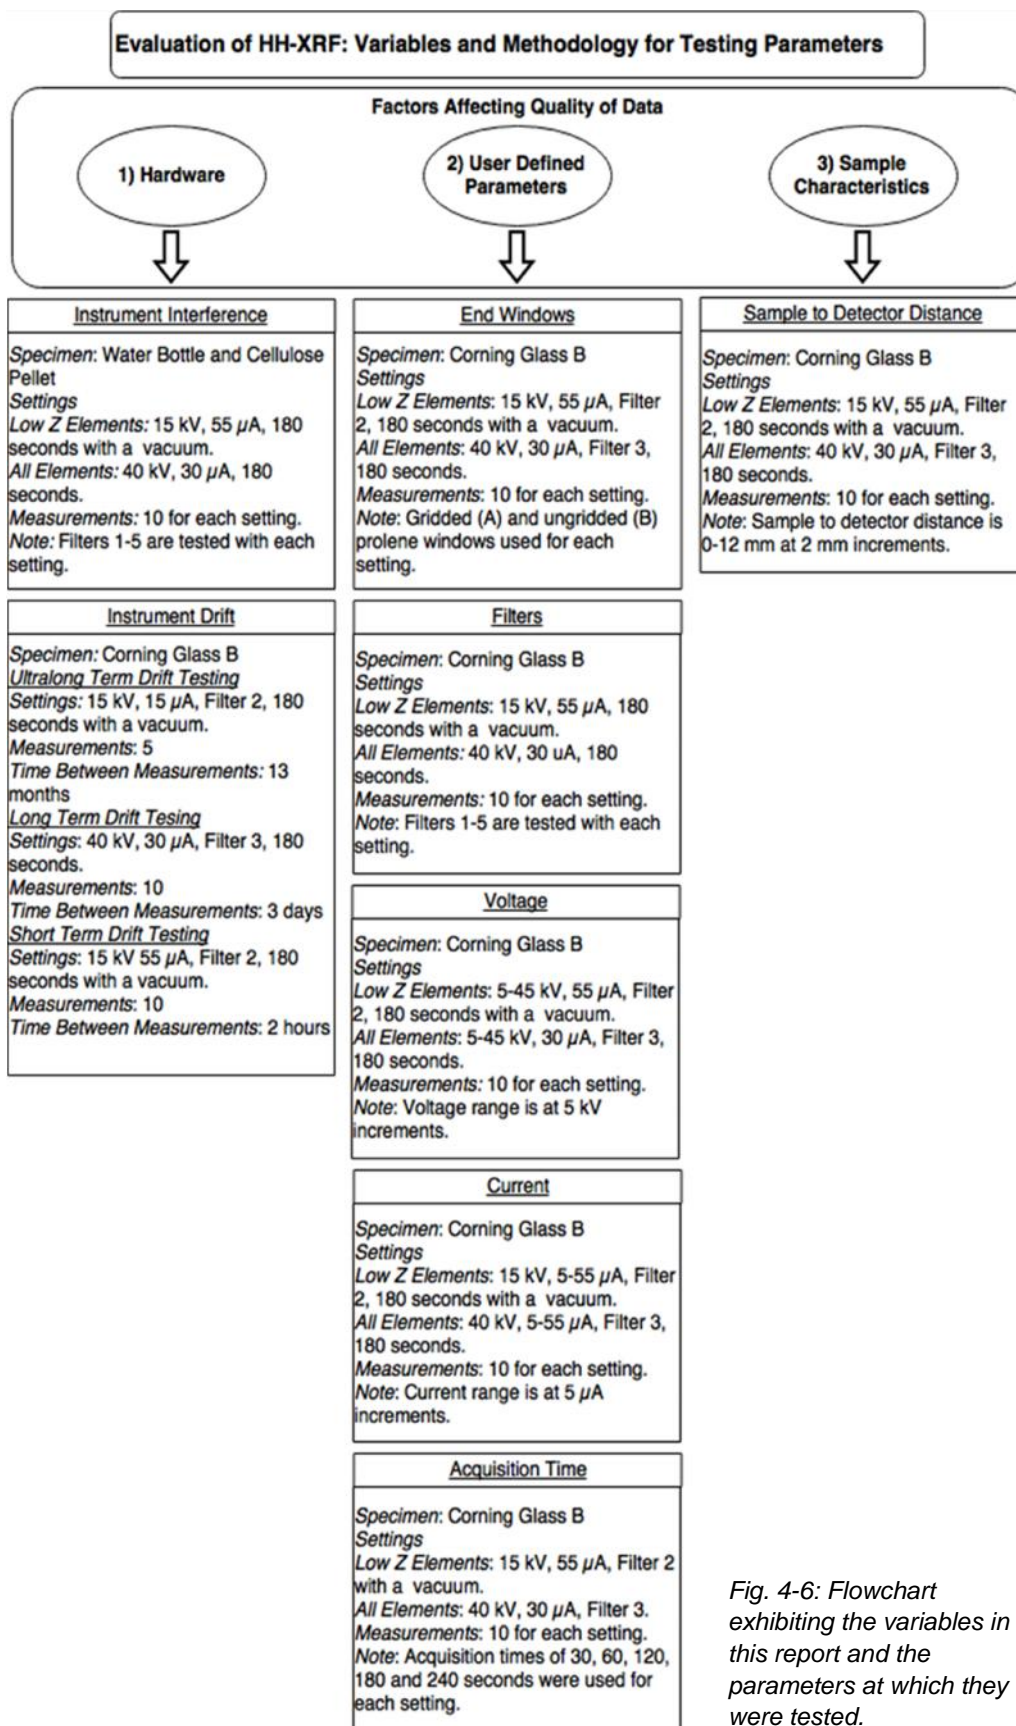 Evaluation of HH-XRF: Variables and Methodology for Testing Parameters
Factors Affecting Quality of Data
1) Hardware
2) User Defined
Parameters
3) Sample
Characteristics
Instrument Interference
Specimen: Water Bottle and Cellulose
Pellet
Settings
Low Z Elements: 15 kV, 55 µA, 180
seconds with a vacuum.
All Elements: 40 kV, 30 µA, 180
seconds.
Measurements: 10 for each setting.
Note: Filters 1-5 are tested with each
setting.
Instrument Drift
Specimen: Corning Glass B
Ultralong Term Drift Testing
Settings: 15 kV, 15 µA, Filter 2, 180
seconds with a vacuum.
Measurements: 5
Time Between Measurements: 13
months
Long Term Drift Tesing
Settings: 40 kV, 30 µA, Filter 3, 180
seconds.
Measurements: 10
Time Between Measurements: 3 days
Short Term Drift Testing
Settings: 15 kV 55 µA, Filter 2, 180
seconds with a vacuum.
Measurements: 10
Time Between Measurements: 2 hours
End Windows
Specimen: Corning Glass B
Settings
Low Z Elements: 15 kV, 55 µA, Filter
2, 180 seconds with a vacuum.
All Elements: 40 kV, 30 µA, Filter 3,
180 seconds.
Measurements: 10 for each setting.
Note: Gridded (A) and ungridded (B)
prolene windows used for each
setting.
Filters
Specimen: Corning Glass B
Settings
Low Z Elements: 15 kV, 55 µA, 180
seconds with a vacuum.
All Elements: 40 kV, 30 uA, 180
seconds.
Measurements: 10 for each setting.
Note: Filters 1-5 are tested with each
setting.
Voltage
Specimen: Corning Glass B
Settings
Low Z Elements: 5-45 kV, 55 µA, Filter
2, 180 seconds with a vacuum.
All Elements: 5-45 kV, 30 µA, Filter 3,
180 seconds.
Measurements: 10 for each setting.
Note: Voltage range is at 5 kV
increments.
Current
Specimen: Corning Glass B
Settings
Low Z Elements: 15 kV, 5-55 µA, Filter
2, 180 seconds with a vacuum.
All Elements: 40 kV, 5-55 µA, Filter 3,
180 seconds.
Measurements: 10 for each setting.
Note: Current range is at 5 µA
increments.
Acquisition Time
Specimen: Corning Glass B
Settings
Low Z Elements: 15 kV, 55 µA, Filter 2
with a vacuum.
All Elements: 40 kV, 30 µA, Filter 3.
Measurements: 10 for each setting.
Note: Acquisition times of 30, 60, 120,
180 and 240 seconds were used for
each setting.
Sample to Detector Distance
Specimen: Corning Glass B
Settings
Low Z Elements: 15 kV, 55 µA, Filter
2, 180 seconds with a vacuum.
All Elements: 40 kV, 30 µA, Filter 3,
180 seconds.
Measurements: 10 for each setting.
Note: Sample to detector distance is
0-12 mm at 2 mm increments.
Fig. 4-6: Flowchart
exhibiting the variables in
this report and the
parameters at which they
were tested.